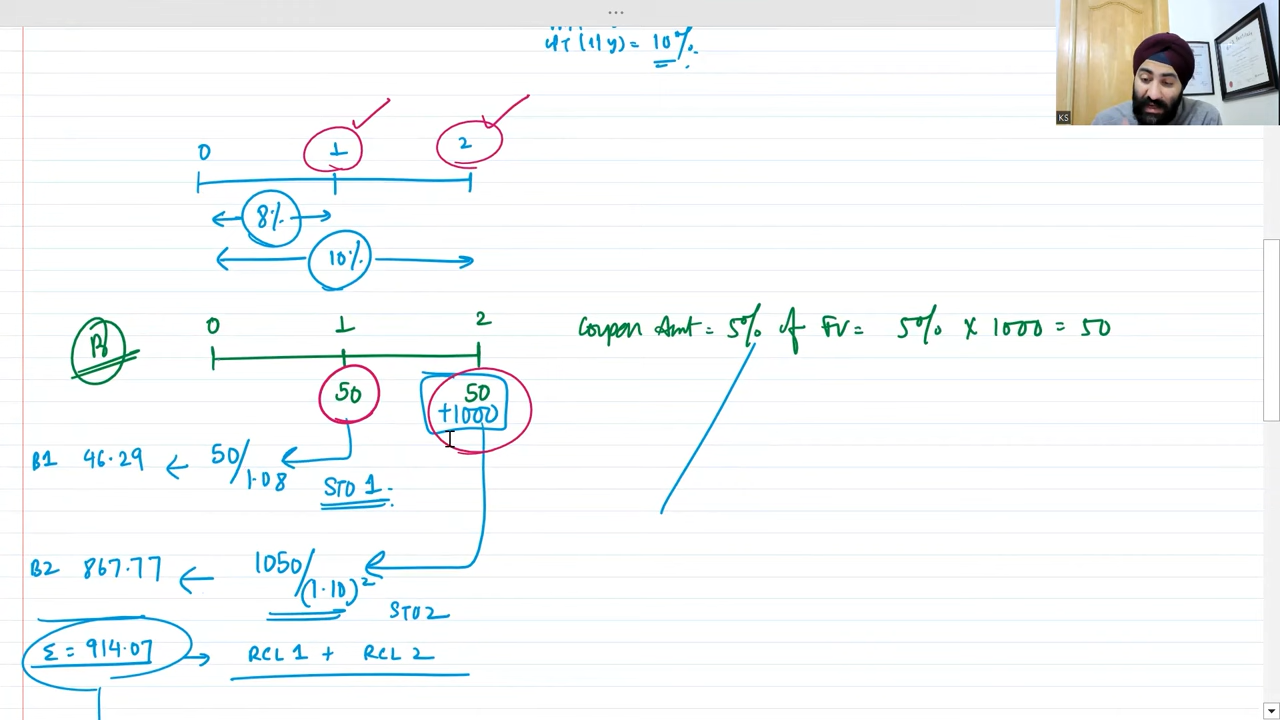 = 10%.
0 1 2
8%
10%
B 0 1 2 Coupon Amt = 5% of FV = 5% × 1000 = 50
50 50
+1000
B1 46.29 ← 50/1.08
STO 1
B2 867.77 ← 1050/(1.10)²
STO 2
Σ = 914.07 → RCL 1 + RCL 2
KS